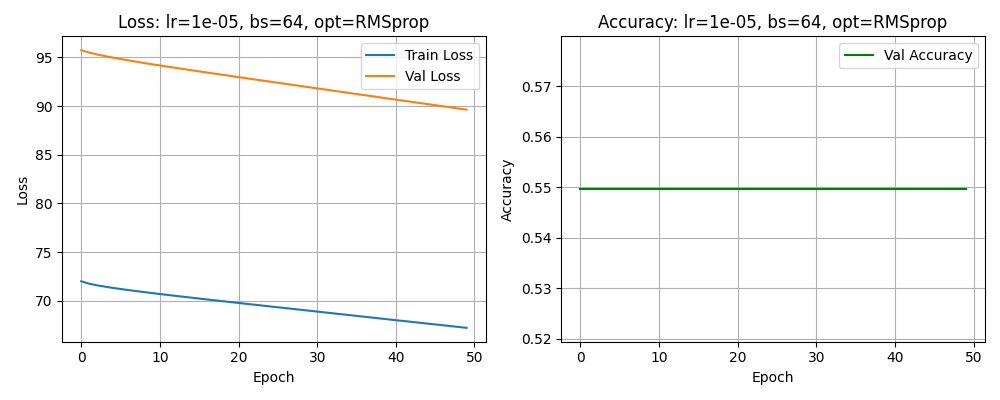 Loss: lr=1e-05, bs=64, opt=RMSprop
95
90
85
80
75
70
Loss
Train Loss
Val Loss
0 10 20 30 40 50
Epoch
Accuracy: lr=1e-05, bs=64, opt=RMSprop
0.57
0.56
0.55
0.54
0.53
0.52
Accuracy
Val Accuracy
0 10 20 30 40 50
Epoch